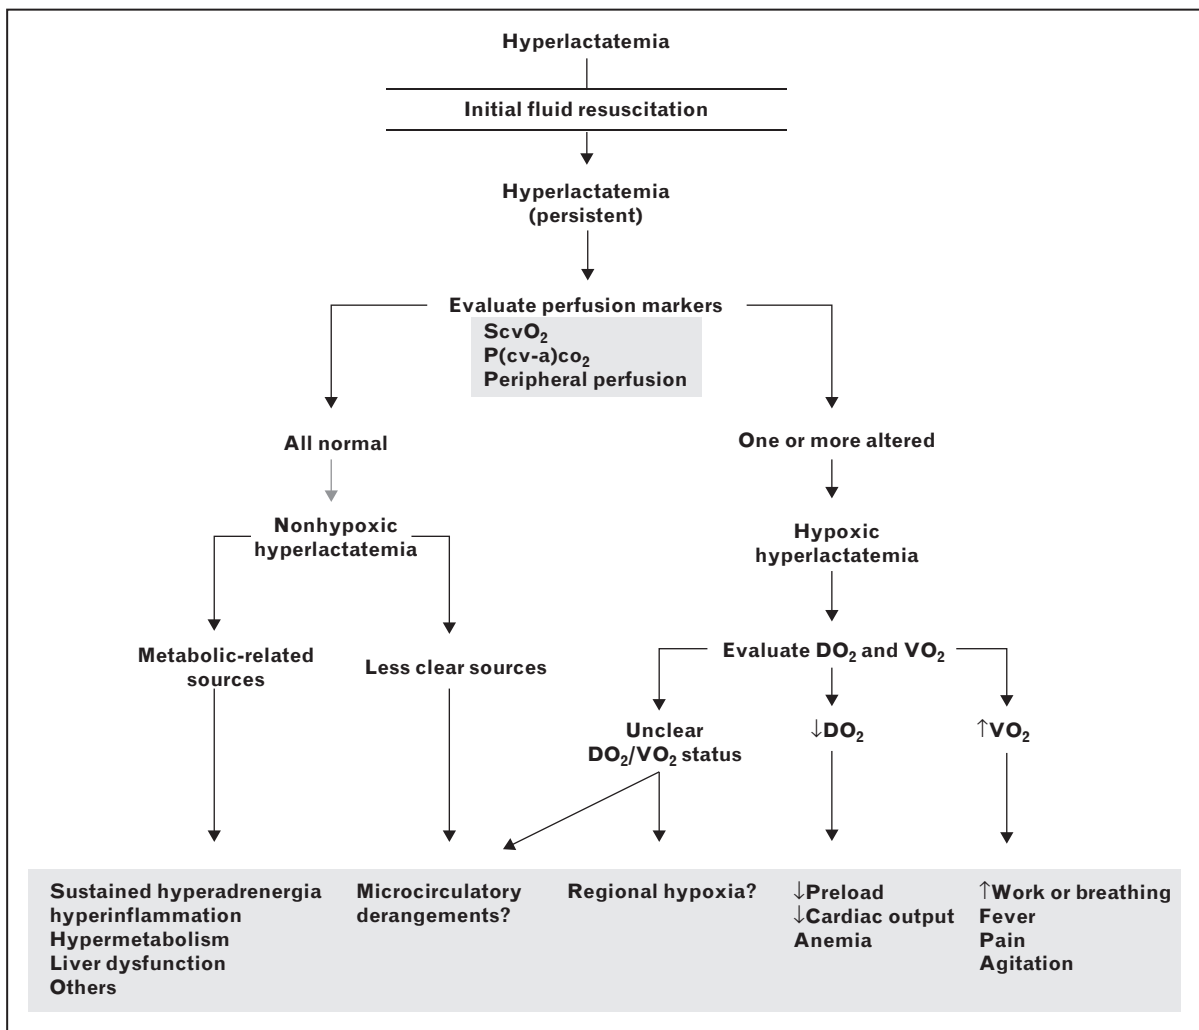 Hyperlactatemia
Initial fluid resuscitation
Hyperlactatemia
(persistent)
Evaluate perfusion markers
ScvO₂
P(cv-a)co₂
Peripheral perfusion
All normal
One or more altered
Nonhypoxic
hyperlactatemia
Hypoxic
hyperlactatemia
Metabolic-related
sources
Less clear sources
Evaluate DO₂ and VO₂
Unclear
DO₂/VO₂ status
↓DO₂
↑VO₂
Sustained hyperadrenergia
hyperinflammation
Hypermetabolism
Liver dysfunction
Others
Microcirculatory
derangements?
Regional hypoxia?
↓Preload
↓Cardiac output
Anemia
↑Work or breathing
Fever
Pain
Agitation